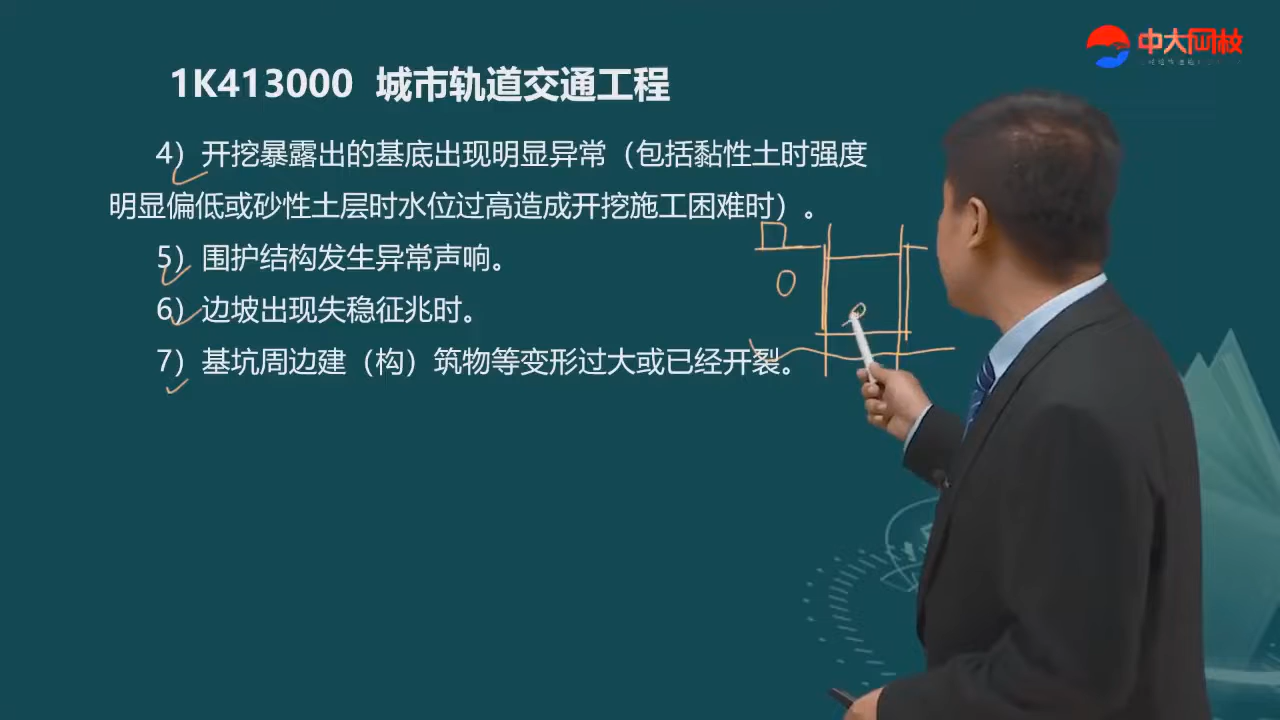 中大网校
1K413000 城市轨道交通工程
4）开挖暴露出的基底出现明显异常（包括黏性土时强度
明显偏低或砂性土层时水位过高造成开挖施工困难时）。
5）围护结构发生异常声响。
6）边坡出现失稳征兆时。
7）基坑周边建（构）筑物等变形过大或已经开裂。